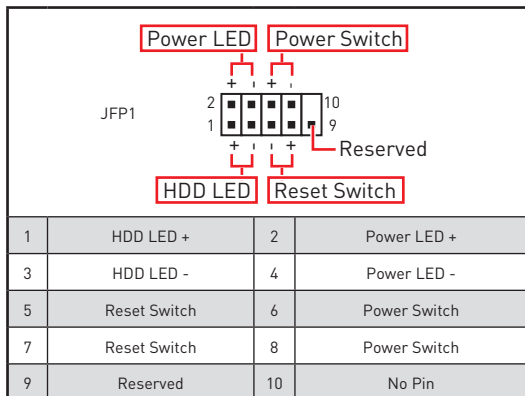 Power LED Power Switch
+ - + -
2 10
JFP1
1 9
+ - - +
Reserved
HDD LED Reset Switch
1 HDD LED + 2 Power LED +
3 HDD LED - 4 Power LED -
5 Reset Switch 6 Power Switch
7 Reset Switch 8 Power Switch
9 Reserved 10 No Pin